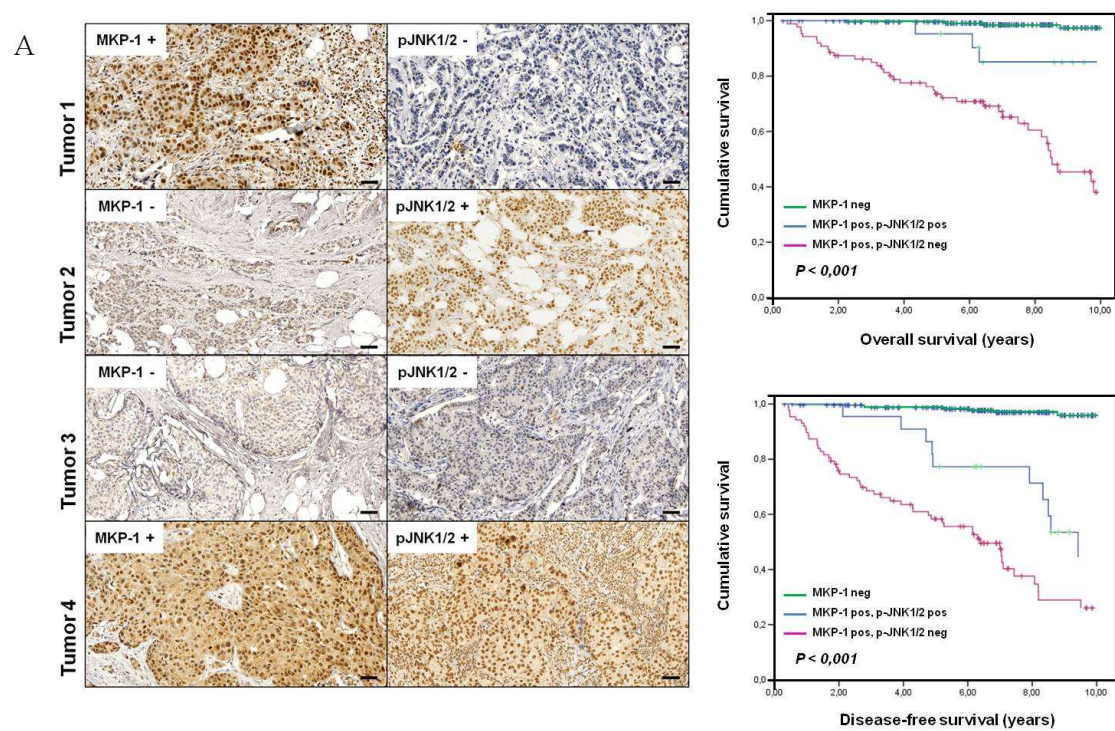 A
MKP-1 +
pJNK1/2 -
Tumor 1
MKP-1 -
pJNK1/2 +
Tumor 2
MKP-1 -
pJNK1/2 -
Tumor 3
MKP-1 +
pJNK1/2 +
Tumor 4
Cumulative survival
1,0
0,8
0,6
0,4
0,2
0,0
MKP-1 neg
MKP-1 pos, p-JNK1/2 pos
MKP-1 pos, p-JNK1/2 neg
P < 0,001
0,00 2,00 4,00 6,00 8,00 10,00
Overall survival (years)
Cumulative survival
1,0
0,8
0,6
0,4
0,2
0,0
MKP-1 neg
MKP-1 pos, p-JNK1/2 pos
MKP-1 pos, p-JNK1/2 neg
P < 0,001
0,00 2,00 4,00 6,00 8,00 10,00
Disease-free survival (years)